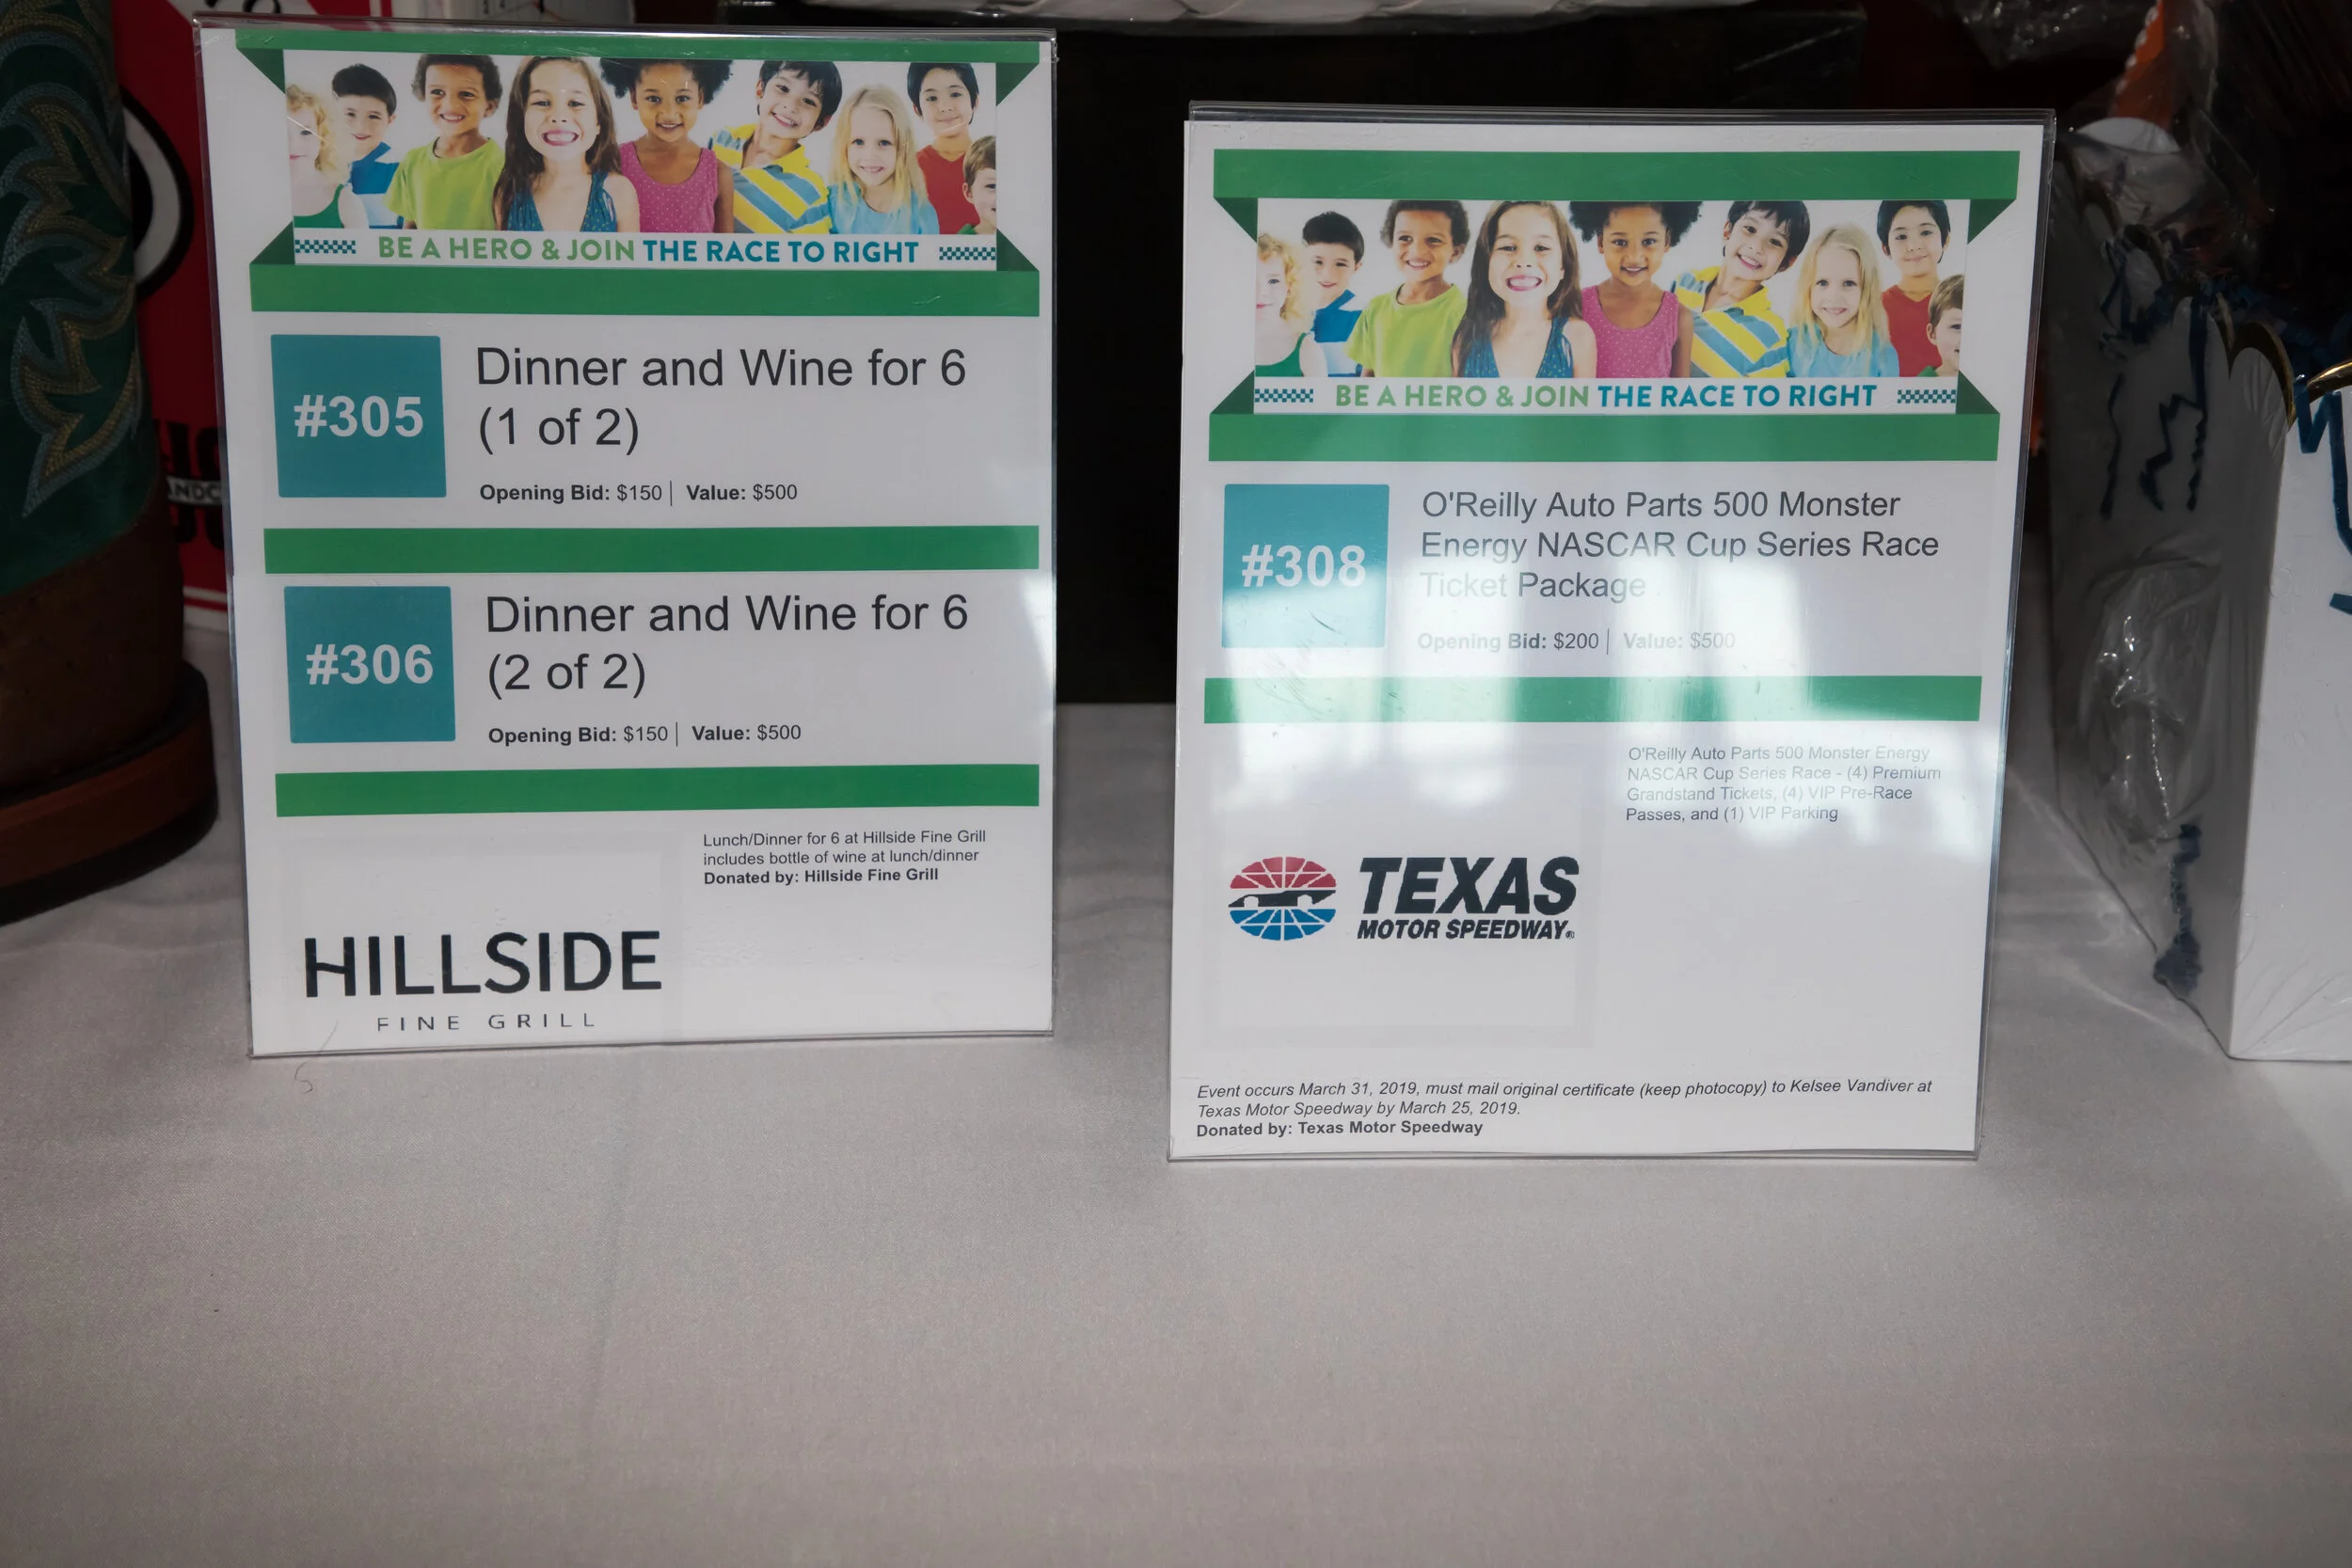 BE A HERO & JOIN THE RACE TO RIGHT
#305
Dinner and Wine for 6
(1 of 2)
Opening Bid: $150 | Value: $500
#306
Dinner and Wine for 6
(2 of 2)
Opening Bid: $150 | Value: $500
Lunch/Dinner for 6 at Hillside Fine Grill
includes bottle of wine at lunch/dinner
Donated by: Hillside Fine Grill
HILLSIDE
FINE GRILL
BE A HERO & JOIN THE RACE TO RIGHT
#308
O'Reilly Auto Parts 500 Monster
Energy NASCAR Cup Series Race
Ticket Package
Opening Bid: $200 | Value: $500
O'Reilly Auto Parts 500 Monster Energy
NASCAR Cup Series Race - (4) Premium
Grandstand Tickets, (4) VIP Pre-Race
Passes, and (1) VIP Parking
TEXAS
MOTOR SPEEDWAY®
Event occurs March 31, 2019, must mail original certificate (keep photocopy) to Kelsee Vandiver at
Texas Motor Speedway by March 25, 2019.
Donated by: Texas Motor Speedway